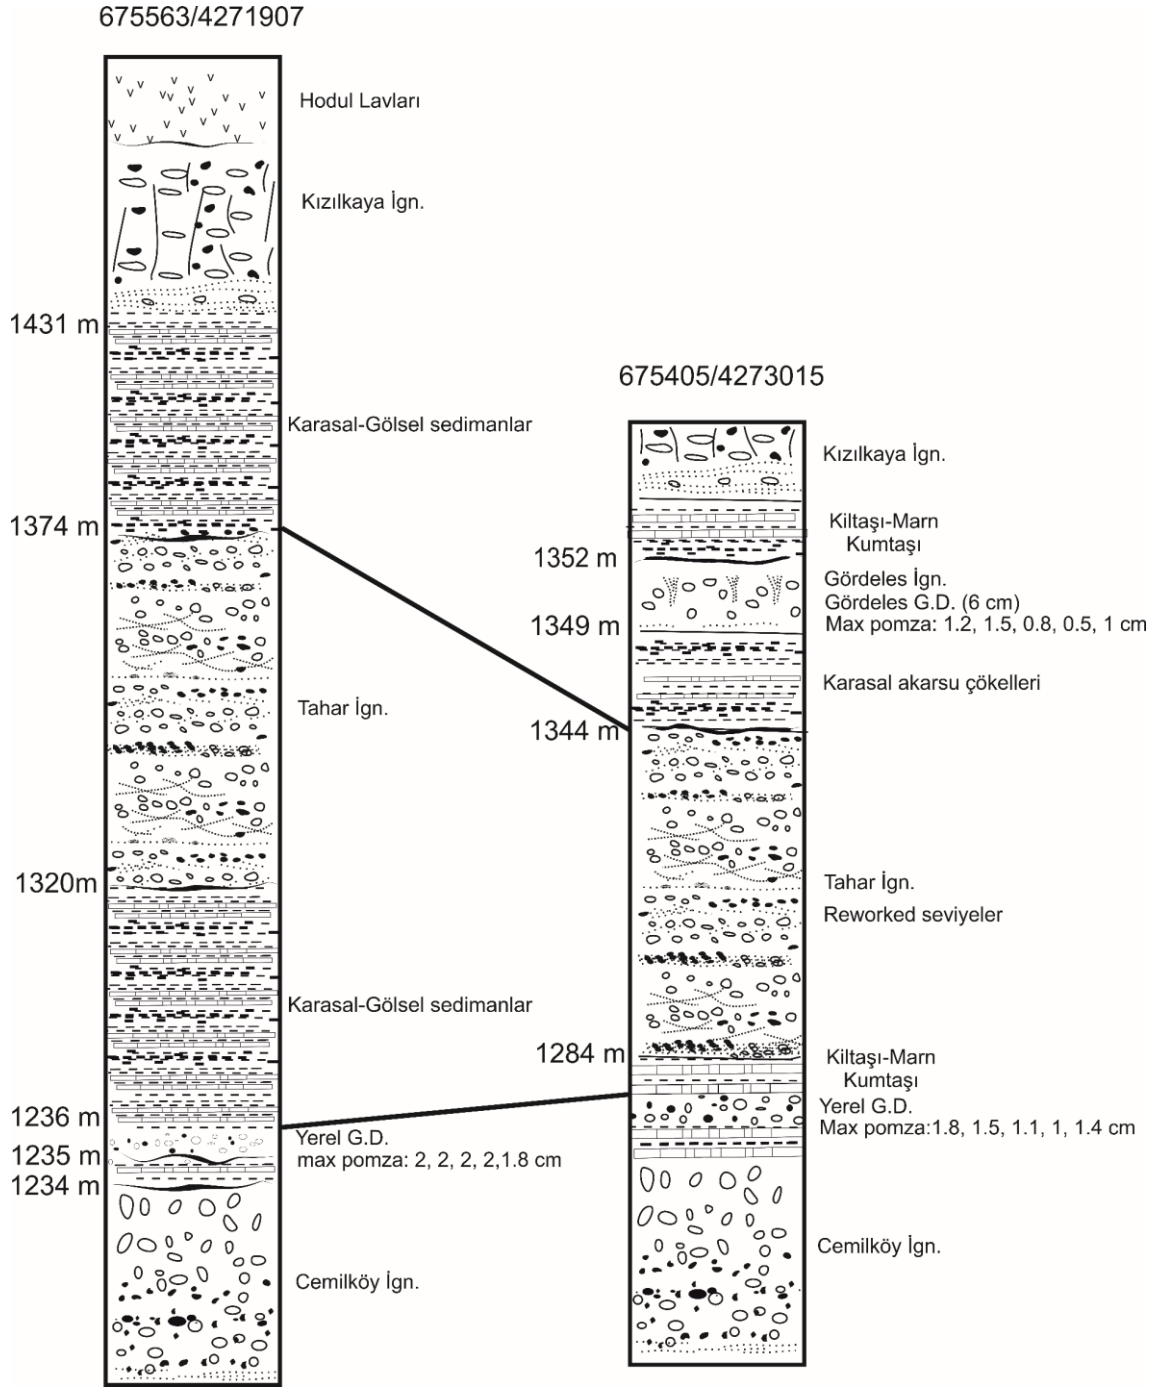 675563/4271907
Hodul Lavları
Kızılkaya İgn.
1431 m
Karasal-Gölsel sedimanlar
1374 m
Tahar İgn.
1320m
Karasal-Gölsel sedimanlar
1236 m
Yerel G.D.
max pomza: 2, 2, 2, 2,1.8 cm
1235 m
1234 m
Cemilköy İgn.
675405/4273015
Kızılkaya İgn.
Kiltaşı-Marn
Kumtaşı
1352 m
Gördeles İgn.
Gördeles G.D. (6 cm)
Max pomza: 1.2, 1.5, 0.8, 0.5, 1 cm
1349 m
Karasal akarsu çökelleri
1344 m
Tahar İgn.
Reworked seviyeler
1284 m
Kiltaşı-Marn
Kumtaşı
Yerel G.D.
Max pomza:1.8, 1.5, 1.1, 1, 1.4 cm
Cemilköy İgn.